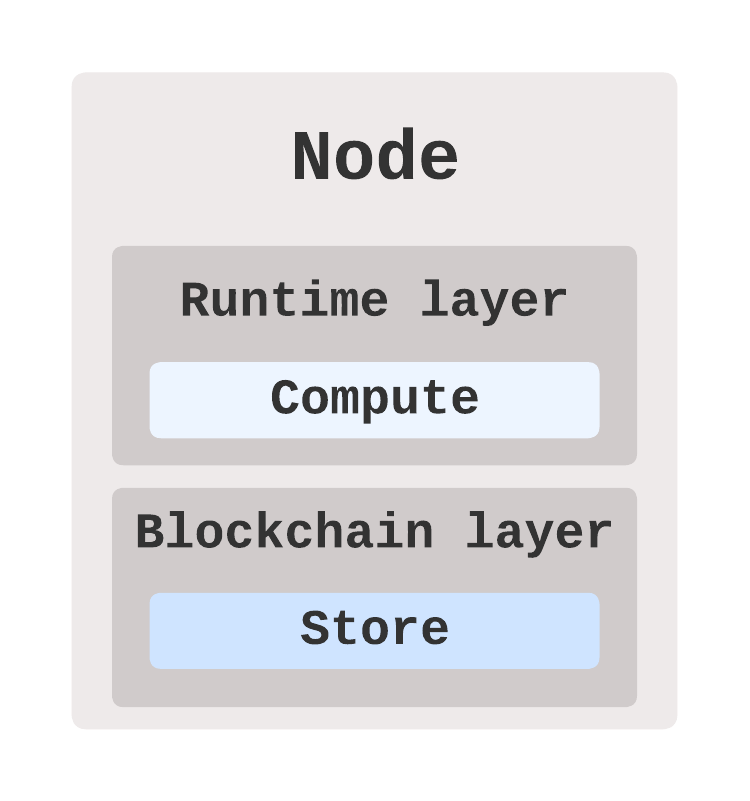 Node
Runtime layer
Compute
Blockchain layer
Store